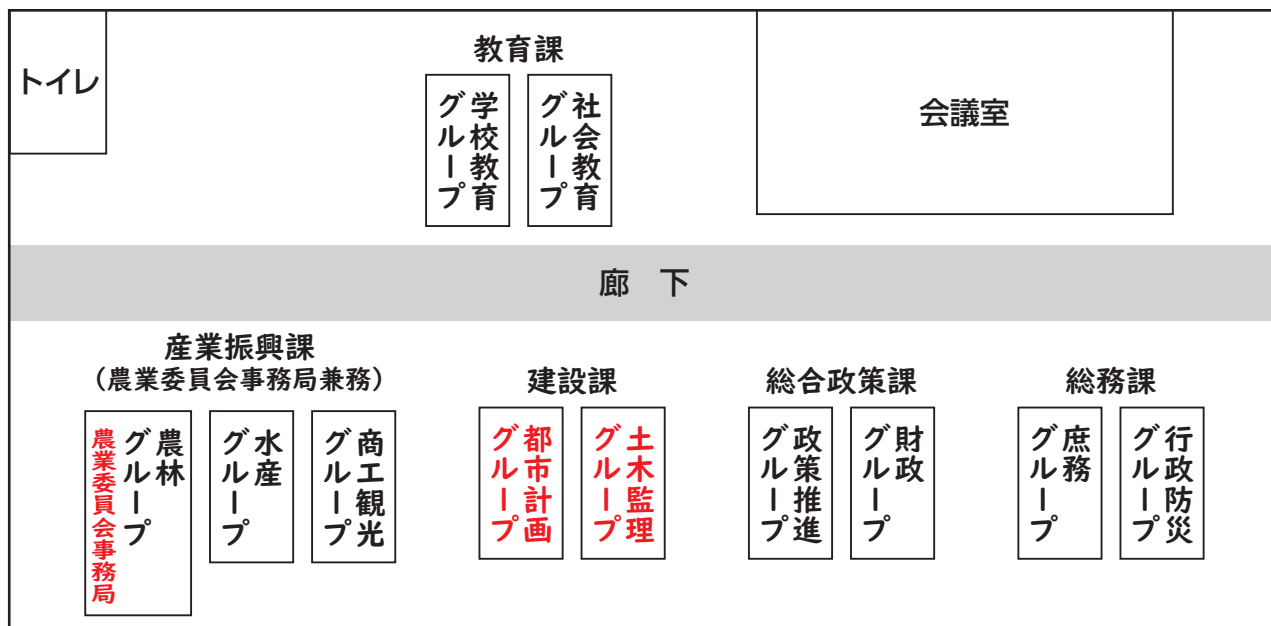 トイレ
教育課
学校教育
グループ
社会教育
グループ
会議室
廊 下
産業振興課
（農業委員会事務局兼務）
農林
グループ
農業委員会事務局
水産
グループ
商工観光
グループ
建設課
都市計画
グループ
土木監理
グループ
総合政策課
政策推進
グループ
財政
グループ
総務課
庶務
グループ
行政防災
グループ